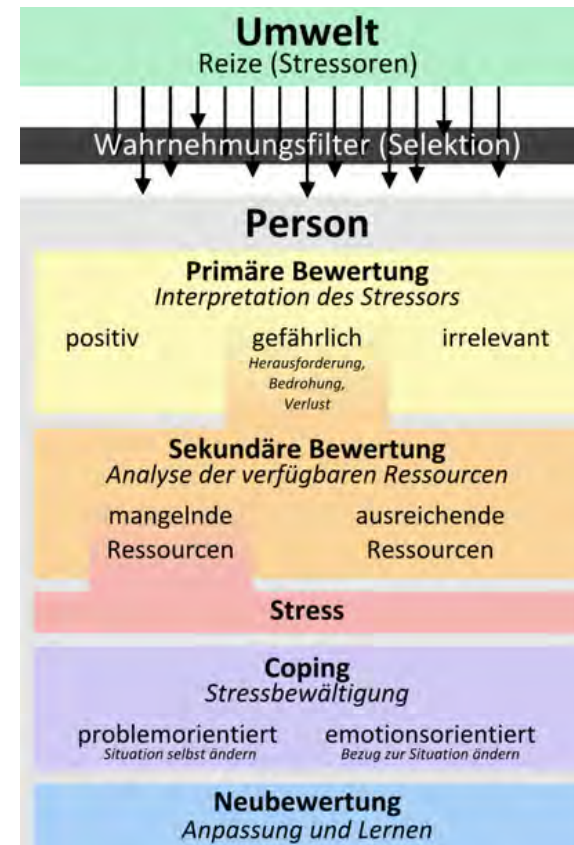 Umwelt
Reize (Stressoren)
Wahrnehmungsfilter (Selektion)
Person
Primäre Bewertung
Interpretation des Stressors
positiv gefährlich irrelevant
Herausforderung,
Bedrohung,
Verlust
Sekundäre Bewertung
Analyse der verfügbaren Ressourcen
mangelnde ausreichende
Ressourcen Ressourcen
Stress
Coping
Stressbewältigung
problemorientiert emotionsorientiert
Situation selbst ändern Bezug zur Situation ändern
Neubewertung
Anpassung und Lernen